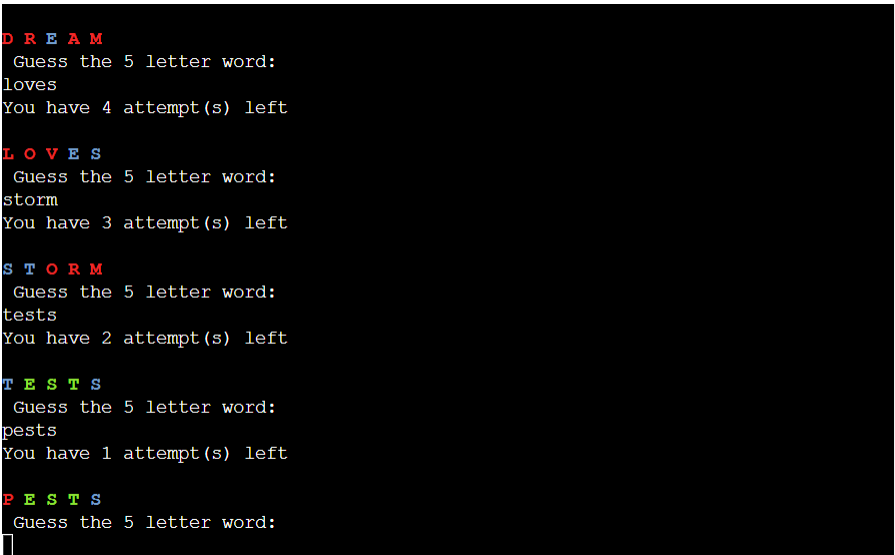 D R E A M
Guess the 5 letter word:
loves
You have 4 attempt(s) left
L O V E S
Guess the 5 letter word:
storm
You have 3 attempt(s) left
S T O R M
Guess the 5 letter word:
tests
You have 2 attempt(s) left
T E S T S
Guess the 5 letter word:
pests
You have 1 attempt(s) left
P E S T S
Guess the 5 letter word: